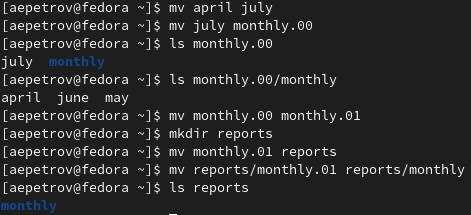 [aepetrov@fedora ~]$ mv april july
[aepetrov@fedora ~]$ mv july monthly.00
[aepetrov@fedora ~]$ ls monthly.00
july  monthly
[aepetrov@fedora ~]$ ls monthly.00/monthly
april  june  may
[aepetrov@fedora ~]$ mv monthly.00 monthly.01
[aepetrov@fedora ~]$ mkdir reports
[aepetrov@fedora ~]$ mv monthly.01 reports
[aepetrov@fedora ~]$ mv reports/monthly.01 reports/monthly
[aepetrov@fedora ~]$ ls reports
monthly